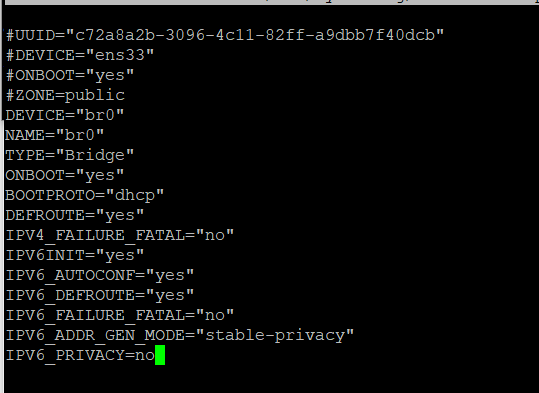 #UUID="c72a8a2b-3096-4c11-82ff-a9dbb7f40dcb"
#DEVICE="ens33"
#ONBOOT="yes"
#ZONE=public
DEVICE="br0"
NAME="br0"
TYPE="Bridge"
ONBOOT="yes"
BOOTPROTO="dhcp"
DEFROUTE="yes"
IPV4_FAILURE_FATAL="no"
IPV6INIT="yes"
IPV6_AUTOCONF="yes"
IPV6_DEFROUTE="yes"
IPV6_FAILURE_FATAL="no"
IPV6_ADDR_GEN_MODE="stable-privacy"
IPV6_PRIVACY=no